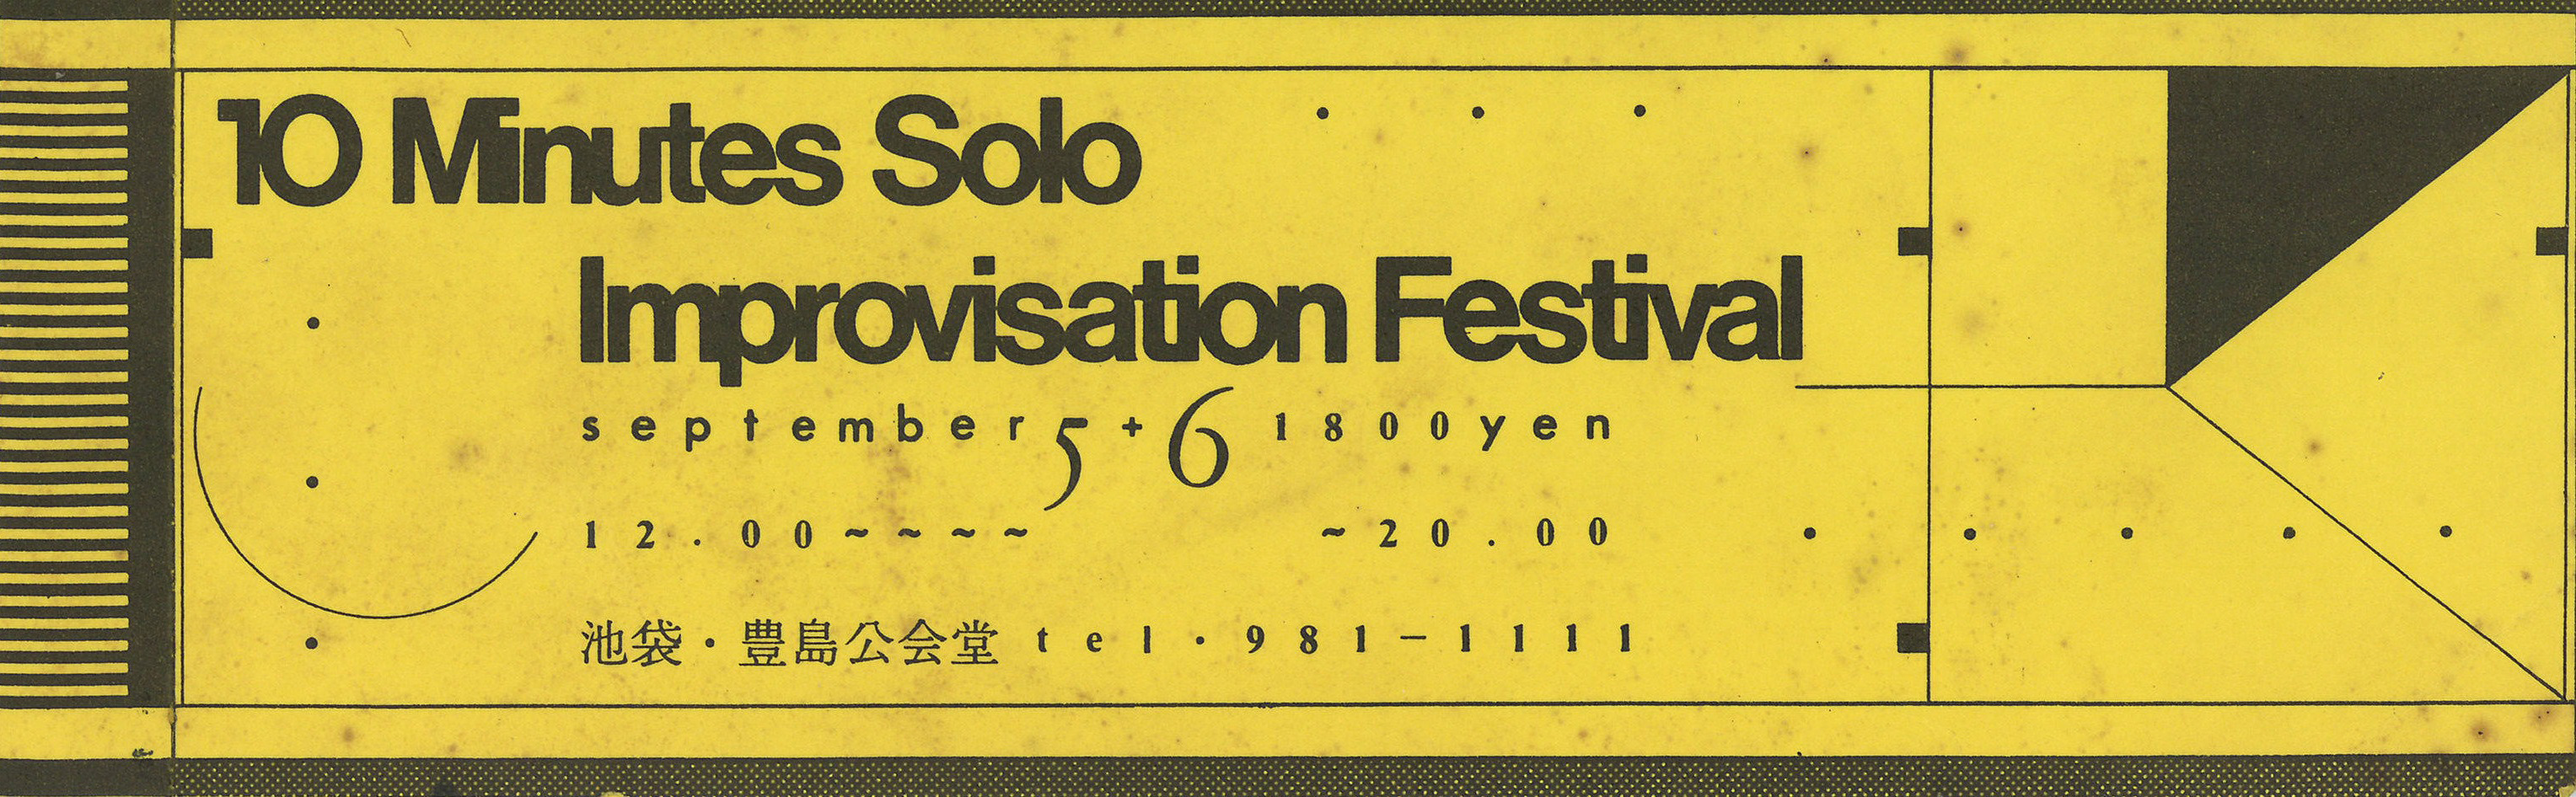 10 Minutes Solo
Improvisation Festival
september 5+6 1800yen
12.00~~~~ ~20.00
池袋・豊島公会堂 tel・981-1111